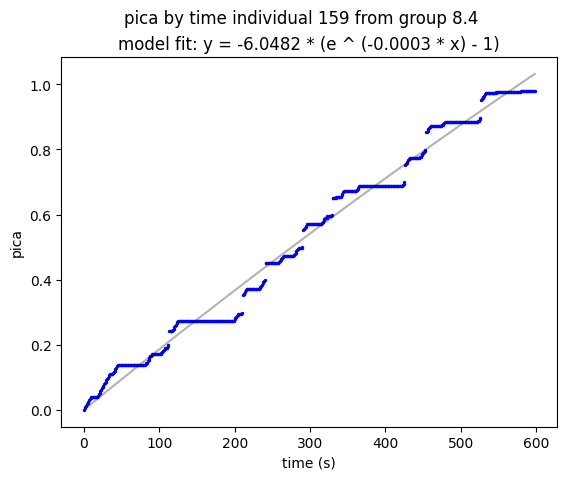 pica by time individual 159 from group 8.4
model fit: y = -6.0482 * (e ^ (-0.0003 * x) - 1)
1.0
0.8
0.6
0.4
0.2
0.0
pica
0 100 200 300 400 500 600
time (s)